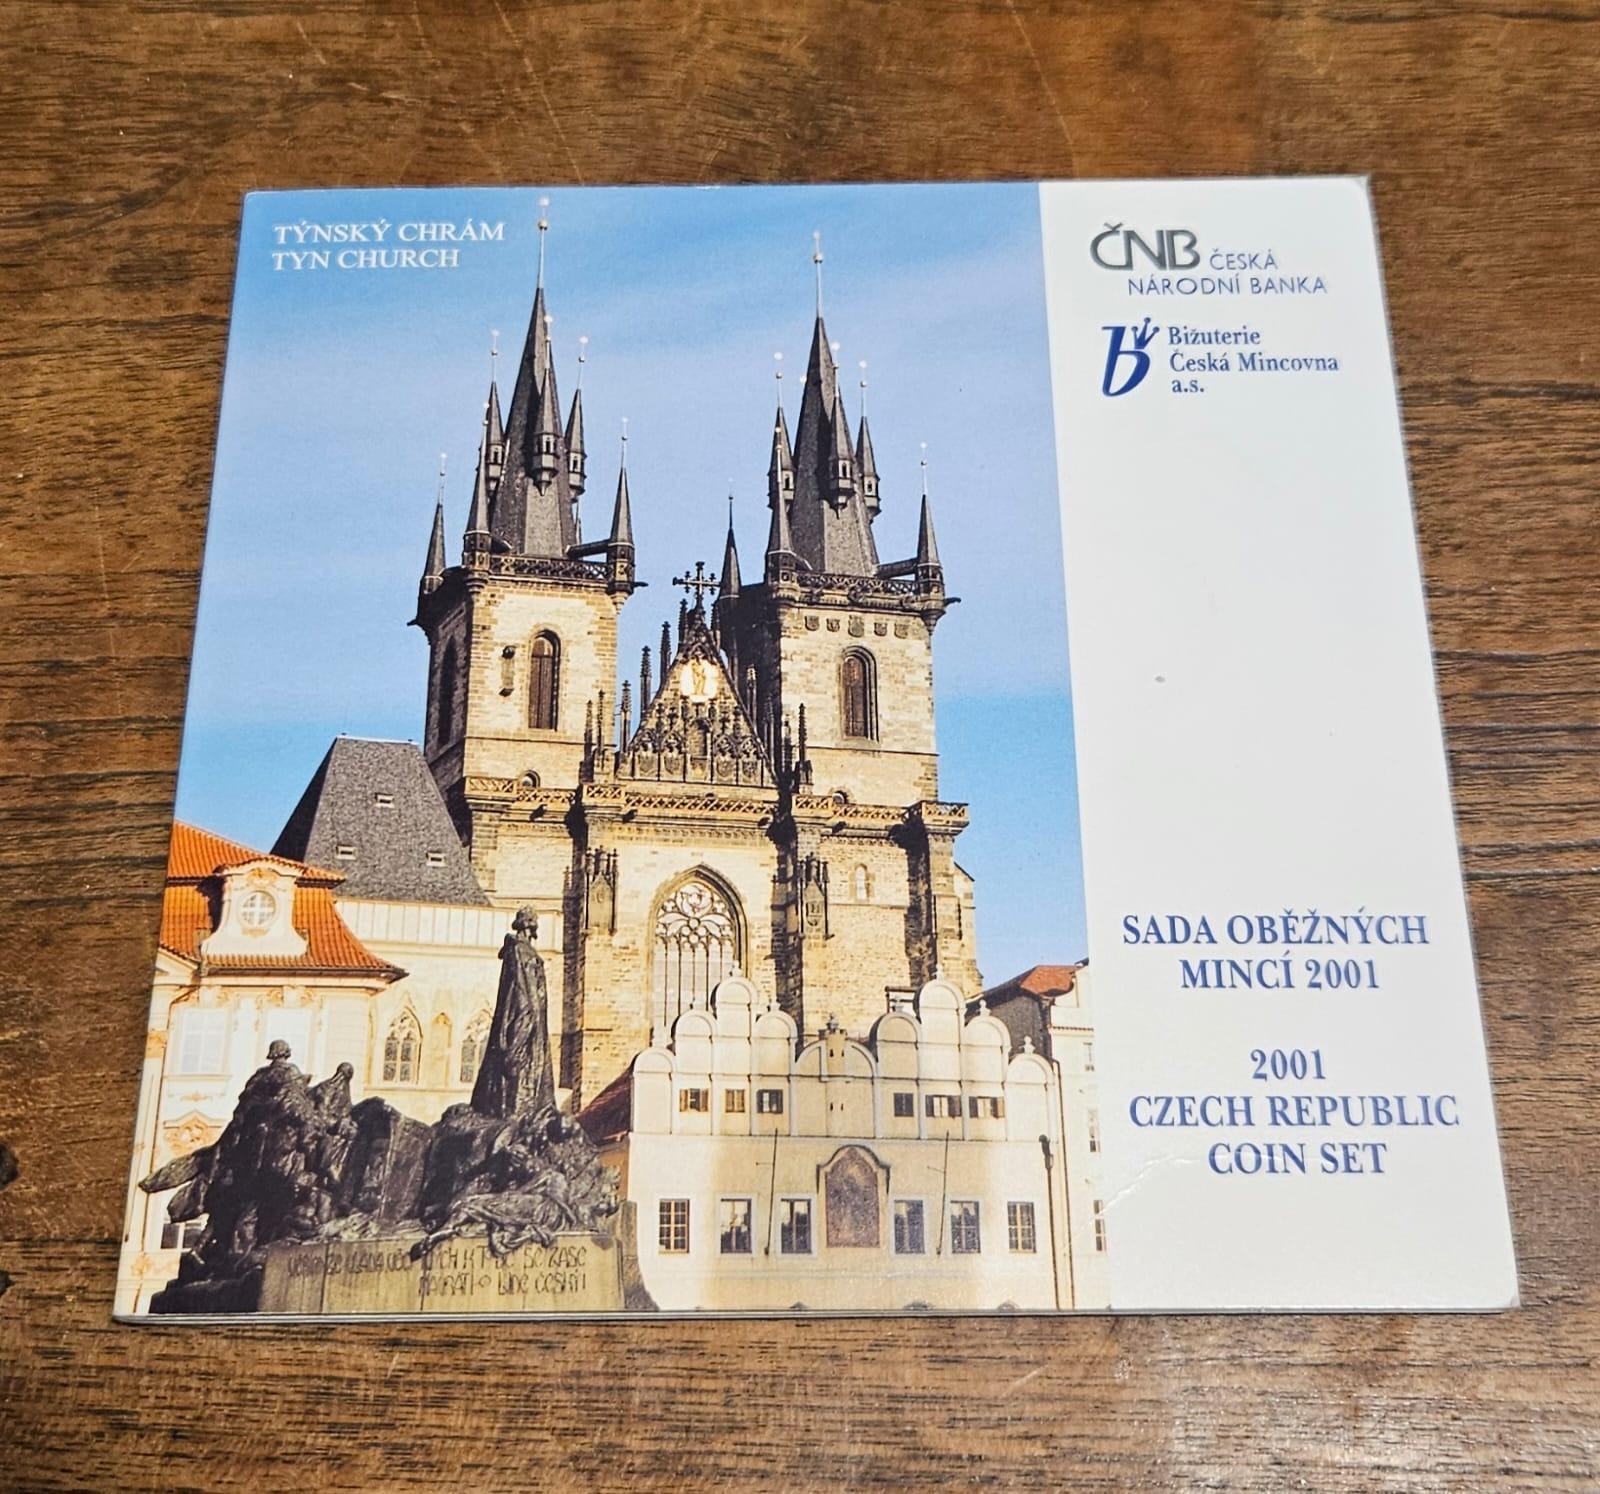 TÝNSKÝ CHRÁM
TYN CHURCH
ČNB ČESKÁ
NÁRODNÍ BANKA
b Bižuterie
Česká Mincovna
a.s.
SADA OBĚŽNÝCH
MINCÍ 2001
2001
CZECH REPUBLIC
COIN SET